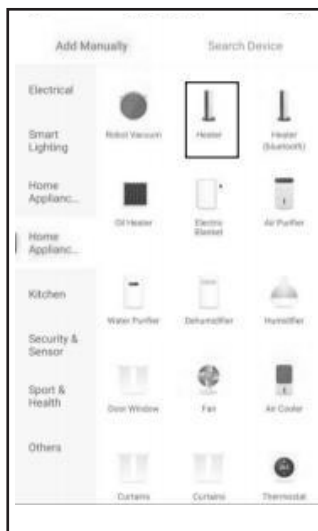 Add Manually
Search Device
Electrical
Smart
Lighting
Home
Applianc...
Home
Applianc...
Kitchen
Security &
Sensor
Sport &
Health
Others
Robot Vacuum
Heater
Heater
(bluetooth)
Oil Heater
Electric
Blanket
Air Purifier
Water Purifier
Dehumidifier
Humidifier
Door Window
Fan
Air Cooler
Curtains
Curtains
Thermostat